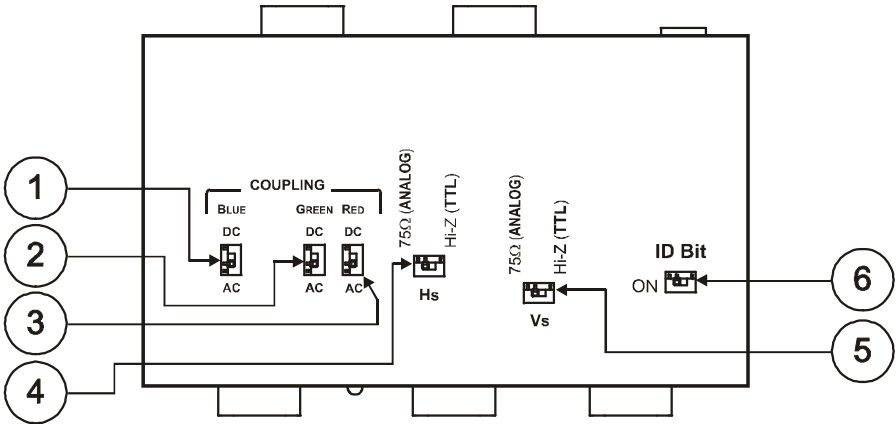 COUPLING
BLUE GREEN RED
DC DC DC
AC AC AC
75Ω (ANALOG)
Hi-Z (TTL)
Hs
75Ω (ANALOG)
Hi-Z (TTL)
Vs
ID Bit
ON
1
2
3
4
5
6